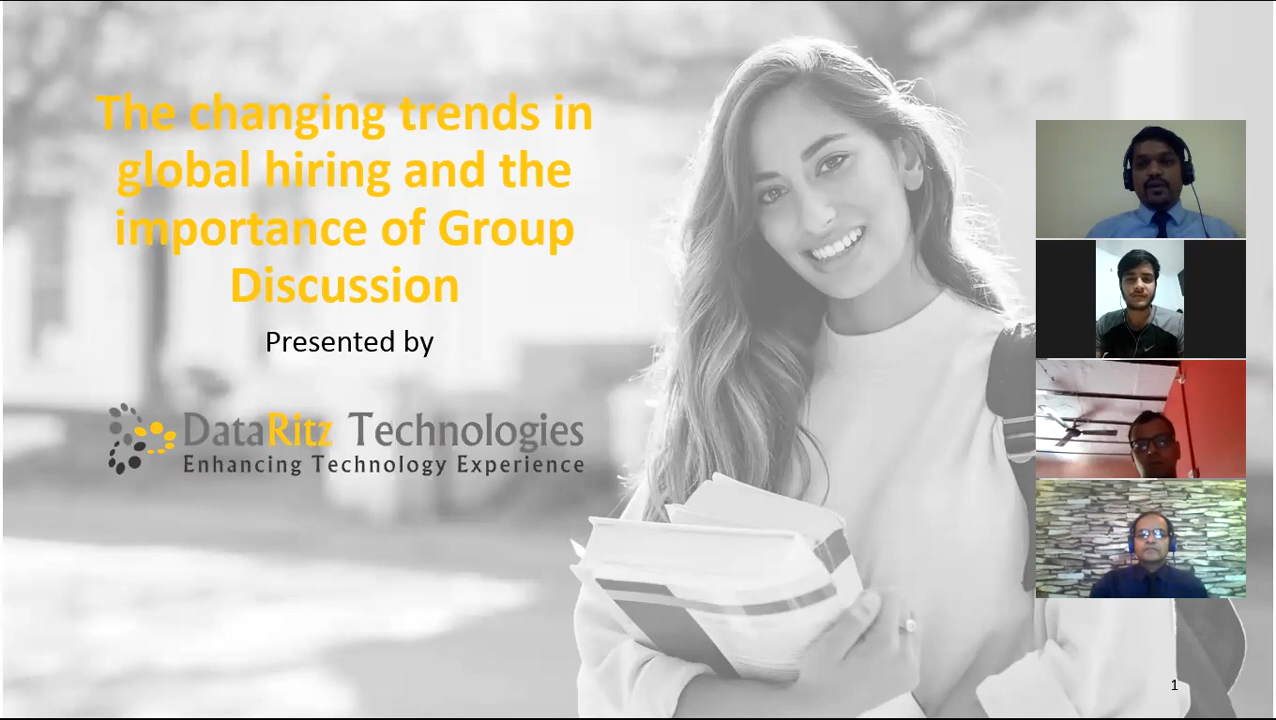 The changing trends in
global hiring and the
importance of Group
Discussion
Presented by
DataRitz Technologies
Enhancing Technology Experience
1